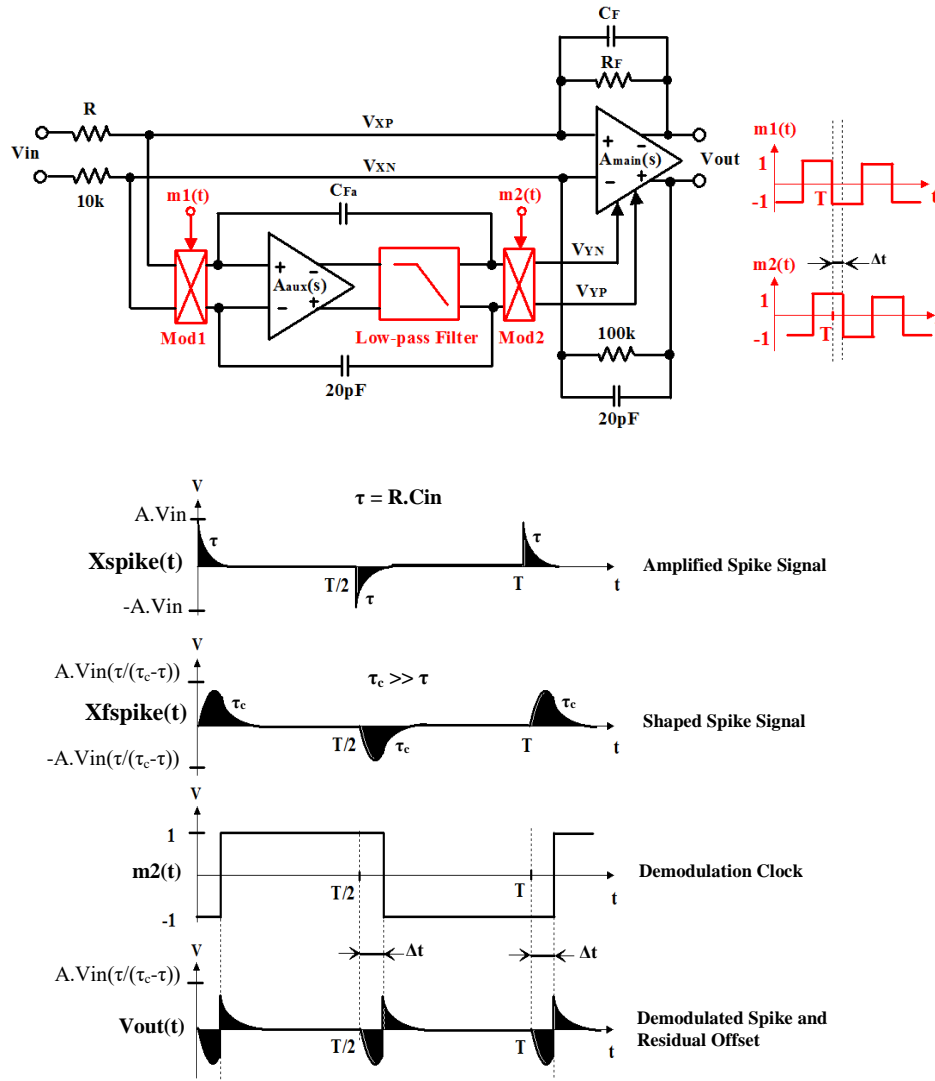 CF
RF
R
VXP
+
−
Amain(s)
−
+
Vin
Vout
VXN
10k
m1(t)
CFa
m2(t)
VYN
+
−
Aaux(s)
−
+
VYP
Mod1
Low-pass Filter
Mod2
100k
20pF
20pF
m1(t)
1
T
t
-1
m2(t)
Δt
1
T
t
-1
V
τ = R.Cin
A.Vin
τ
τ
Xspike(t)
T/2
T
t
Amplified Spike Signal
τ
-A.Vin
V
A.Vin(τ/(τc-τ))
τc >> τ
τc
τc
Xfspike(t)
T/2
τc
T
t
Shaped Spike Signal
-A.Vin(τ/(τc-τ))
V
1
m2(t)
T/2
T
t
Demodulation Clock
-1
V
Δt
Δt
A.Vin(τ/(τc-τ))
Vout(t)
T/2
T
t
Demodulated Spike and
Residual Offset